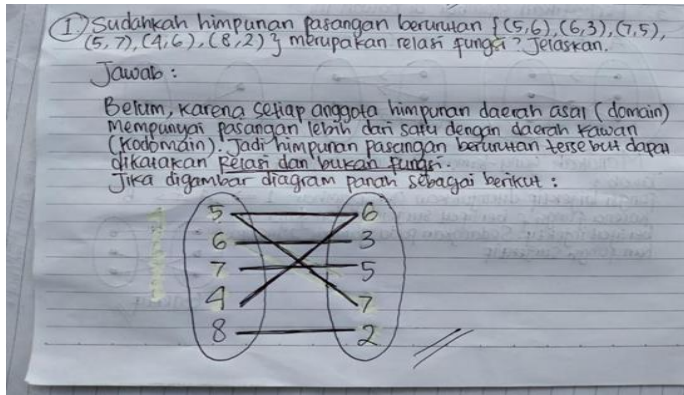 ① Sudahkah himpunan pasangan berurutan {(5,6),(6,3),(7,5),
(5,7),(4,6),(8,2)} merupakan relasi fungsi? Jelaskan.
Jawab :
Belum, karena setiap anggota himpunan daerah asal (domain)
mempunyai pasangan lebih dari satu dengan daerah kawan
(kodomain). Jadi himpunan pasangan berurutan tersebut dapat
dikatakan relasi dan bukan fungsi.
Jika digambar diagram panah sebagai berikut :
5 6
6 3
7 5
4 7
8 2